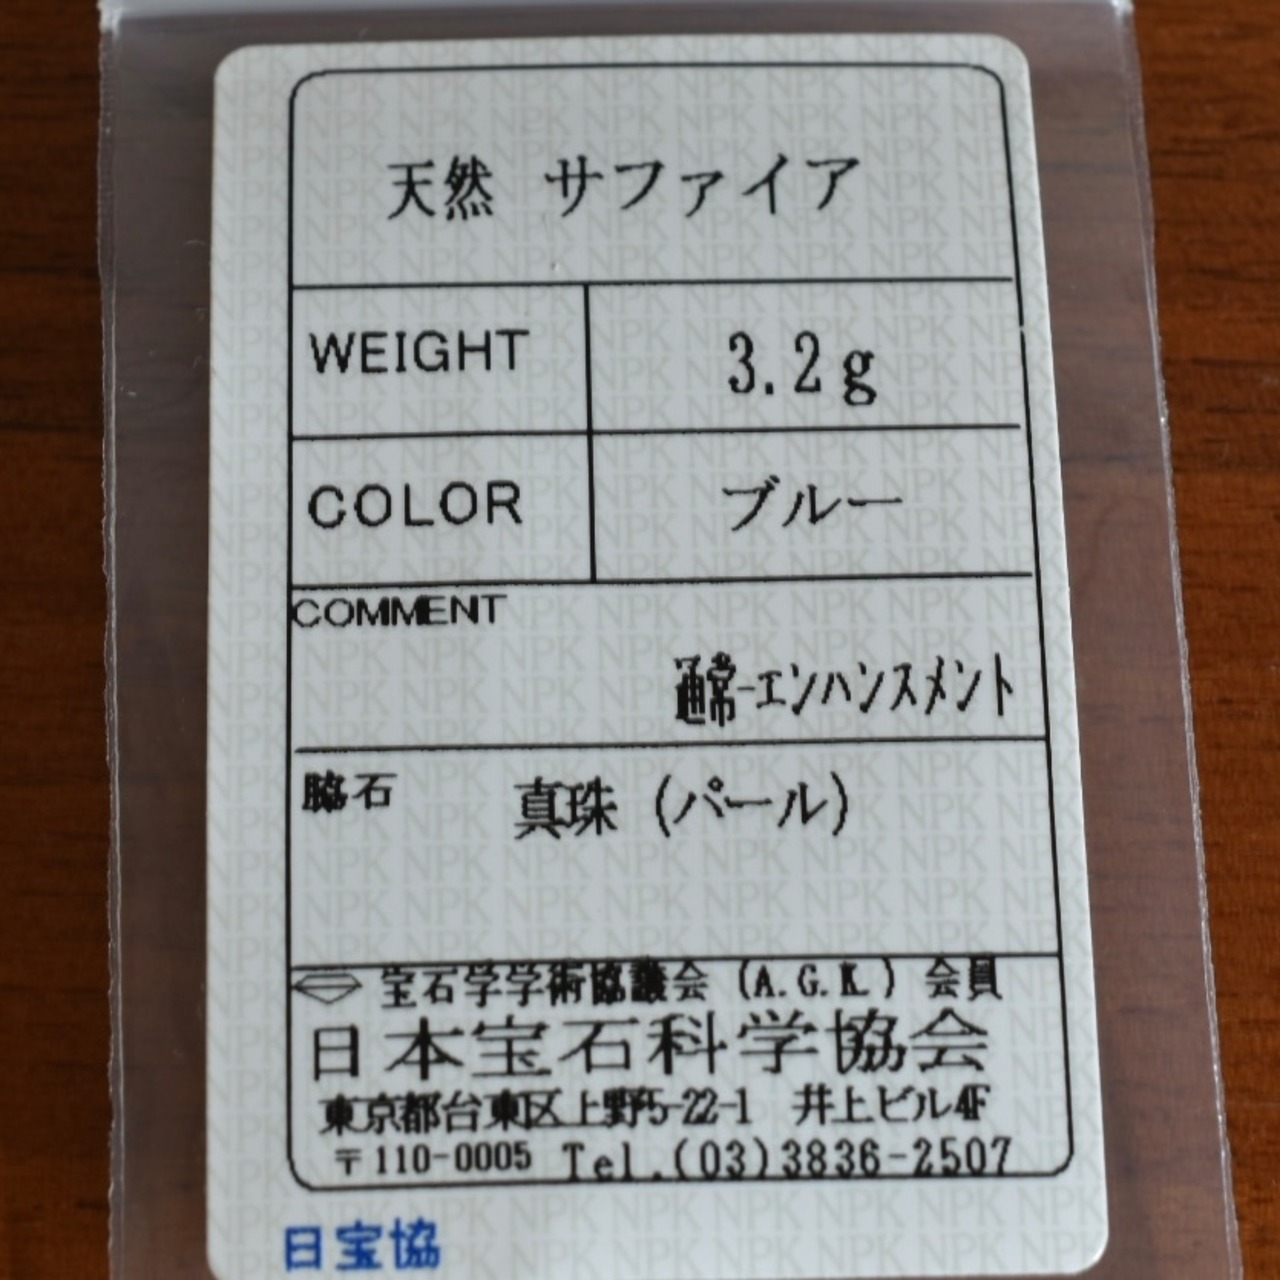 天然 サファイア
WEIGHT 3.2g
COLOR ブルー
COMMENT
通常-エンハンスメント
脇石 真珠 (パール)
宝石学学術協議会 (A.G.K.) 会員
日本宝石科学協会
東京都台東区上野5-22-1 井上ビル4F
〒110-0005 Tel.(03)3836-2507
日宝協